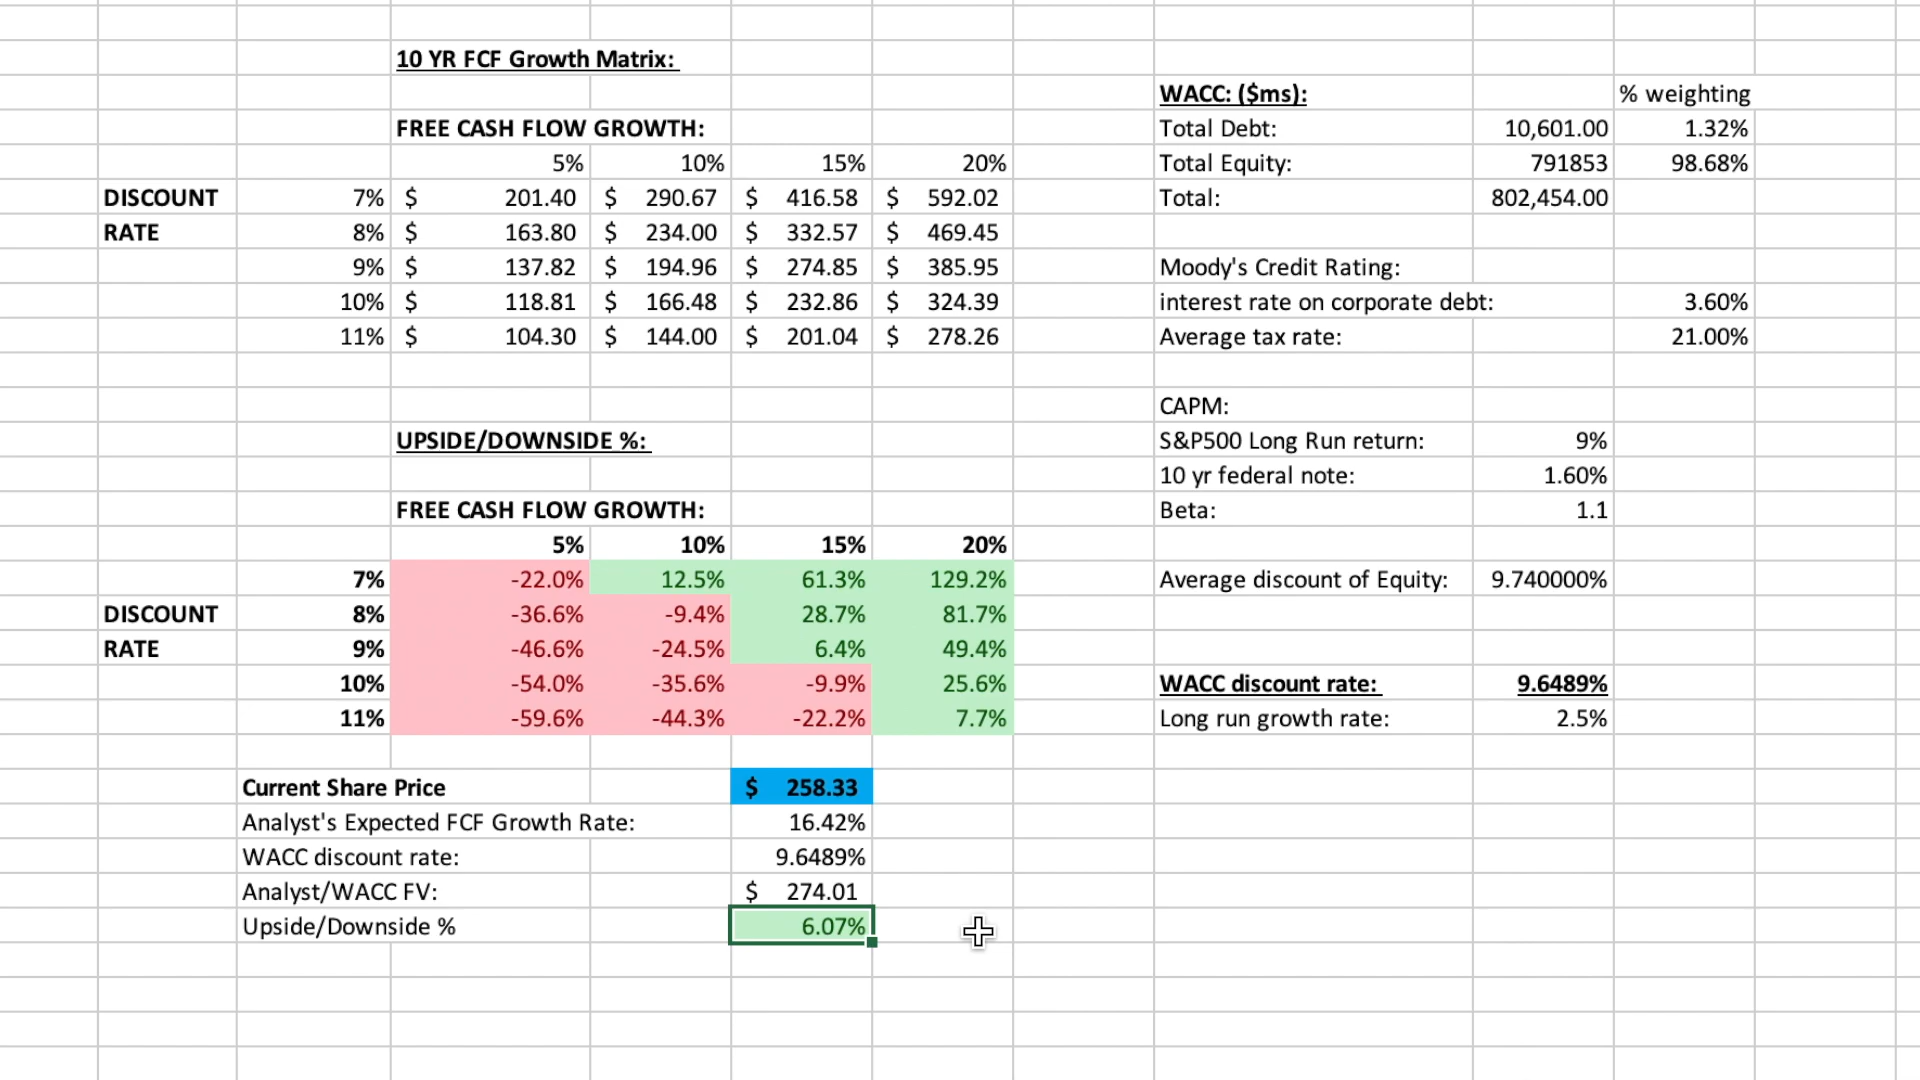 10 YR FCF Growth Matrix:
WACC: ($ms): % weighting
FREE CASH FLOW GROWTH: Total Debt: 10,601.00 1.32%
5% 10% 15% 20% Total Equity: 791853 98.68%
DISCOUNT 7% $ 201.40 $ 290.67 $ 416.58 $ 592.02 Total: 802,454.00
RATE 8% $ 163.80 $ 234.00 $ 332.57 $ 469.45
9% $ 137.82 $ 194.96 $ 274.85 $ 385.95 Moody's Credit Rating:
10% $ 118.81 $ 166.48 $ 232.86 $ 324.39 interest rate on corporate debt: 3.60%
11% $ 104.30 $ 144.00 $ 201.04 $ 278.26 Average tax rate: 21.00%
CAPM:
UPSIDE/DOWNSIDE %: S&P500 Long Run return: 9%
10 yr federal note: 1.60%
FREE CASH FLOW GROWTH: Beta: 1.1
5% 10% 15% 20%
7% -22.0% 12.5% 61.3% 129.2% Average discount of Equity: 9.740000%
DISCOUNT 8% -36.6% -9.4% 28.7% 81.7%
RATE 9% -46.6% -24.5% 6.4% 49.4%
10% -54.0% -35.6% -9.9% 25.6% WACC discount rate: 9.6489%
11% -59.6% -44.3% -22.2% 7.7% Long run growth rate: 2.5%
Current Share Price $ 258.33
Analyst's Expected FCF Growth Rate: 16.42%
WACC discount rate: 9.6489%
Analyst/WACC FV: $ 274.01
Upside/Downside % 6.07%